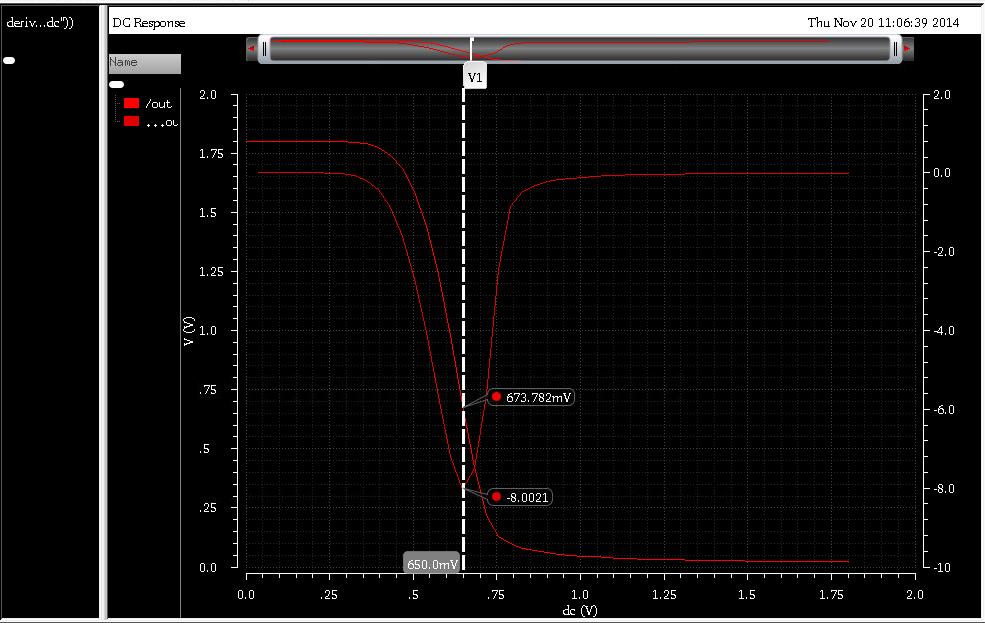 deriv...dc"))
DC Response
Thu Nov 20 11:06:39 2014
Name
/out
...ou
V1
2.0
1.75
1.5
1.25
1.0
.75
.5
.25
0.0
V (V)
2.0
0.0
-2.0
-4.0
-6.0
-8.0
-10
673.782mV
-8.0021
650.0mV
0.0
.25
.5
.75
1.0
1.25
1.5
1.75
2.0
dc (V)